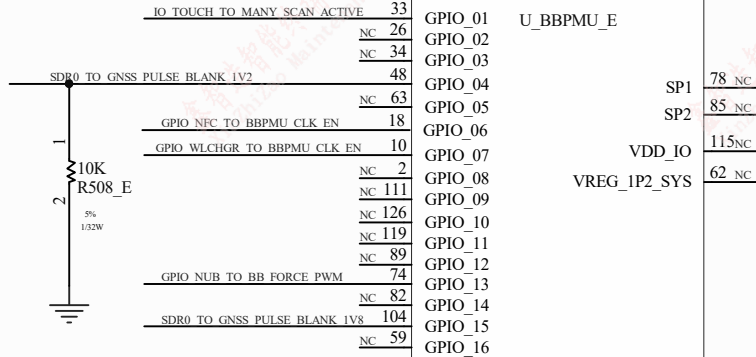 IO TOUCH TO MANY SCAN ACTIVE 33 GPIO_01 U_BBPMU_E
NC 26 GPIO_02
NC 34 GPIO_03
SDR0 TO GNSS PULSE BLANK 1V2 48 GPIO_04 SP1 78 NC
NC 63 GPIO_05 SP2 85 NC
GPIO NFC TO BBPMU CLK EN 18 GPIO_06
GPIO WLCHGR TO BBPMU CLK EN 10 GPIO_07 VDD_IO 115 NC
1
10K
R508_E
2
5%
1/32W
NC 2 GPIO_08 VREG_1P2_SYS 62 NC
NC 111 GPIO_09
NC 126 GPIO_10
NC 119 GPIO_11
NC 89 GPIO_12
GPIO NUB TO BB FORCE PWM 74 GPIO_13
NC 82 GPIO_14
SDR0 TO GNSS PULSE BLANK 1V8 104 GPIO_15
NC 59 GPIO_16